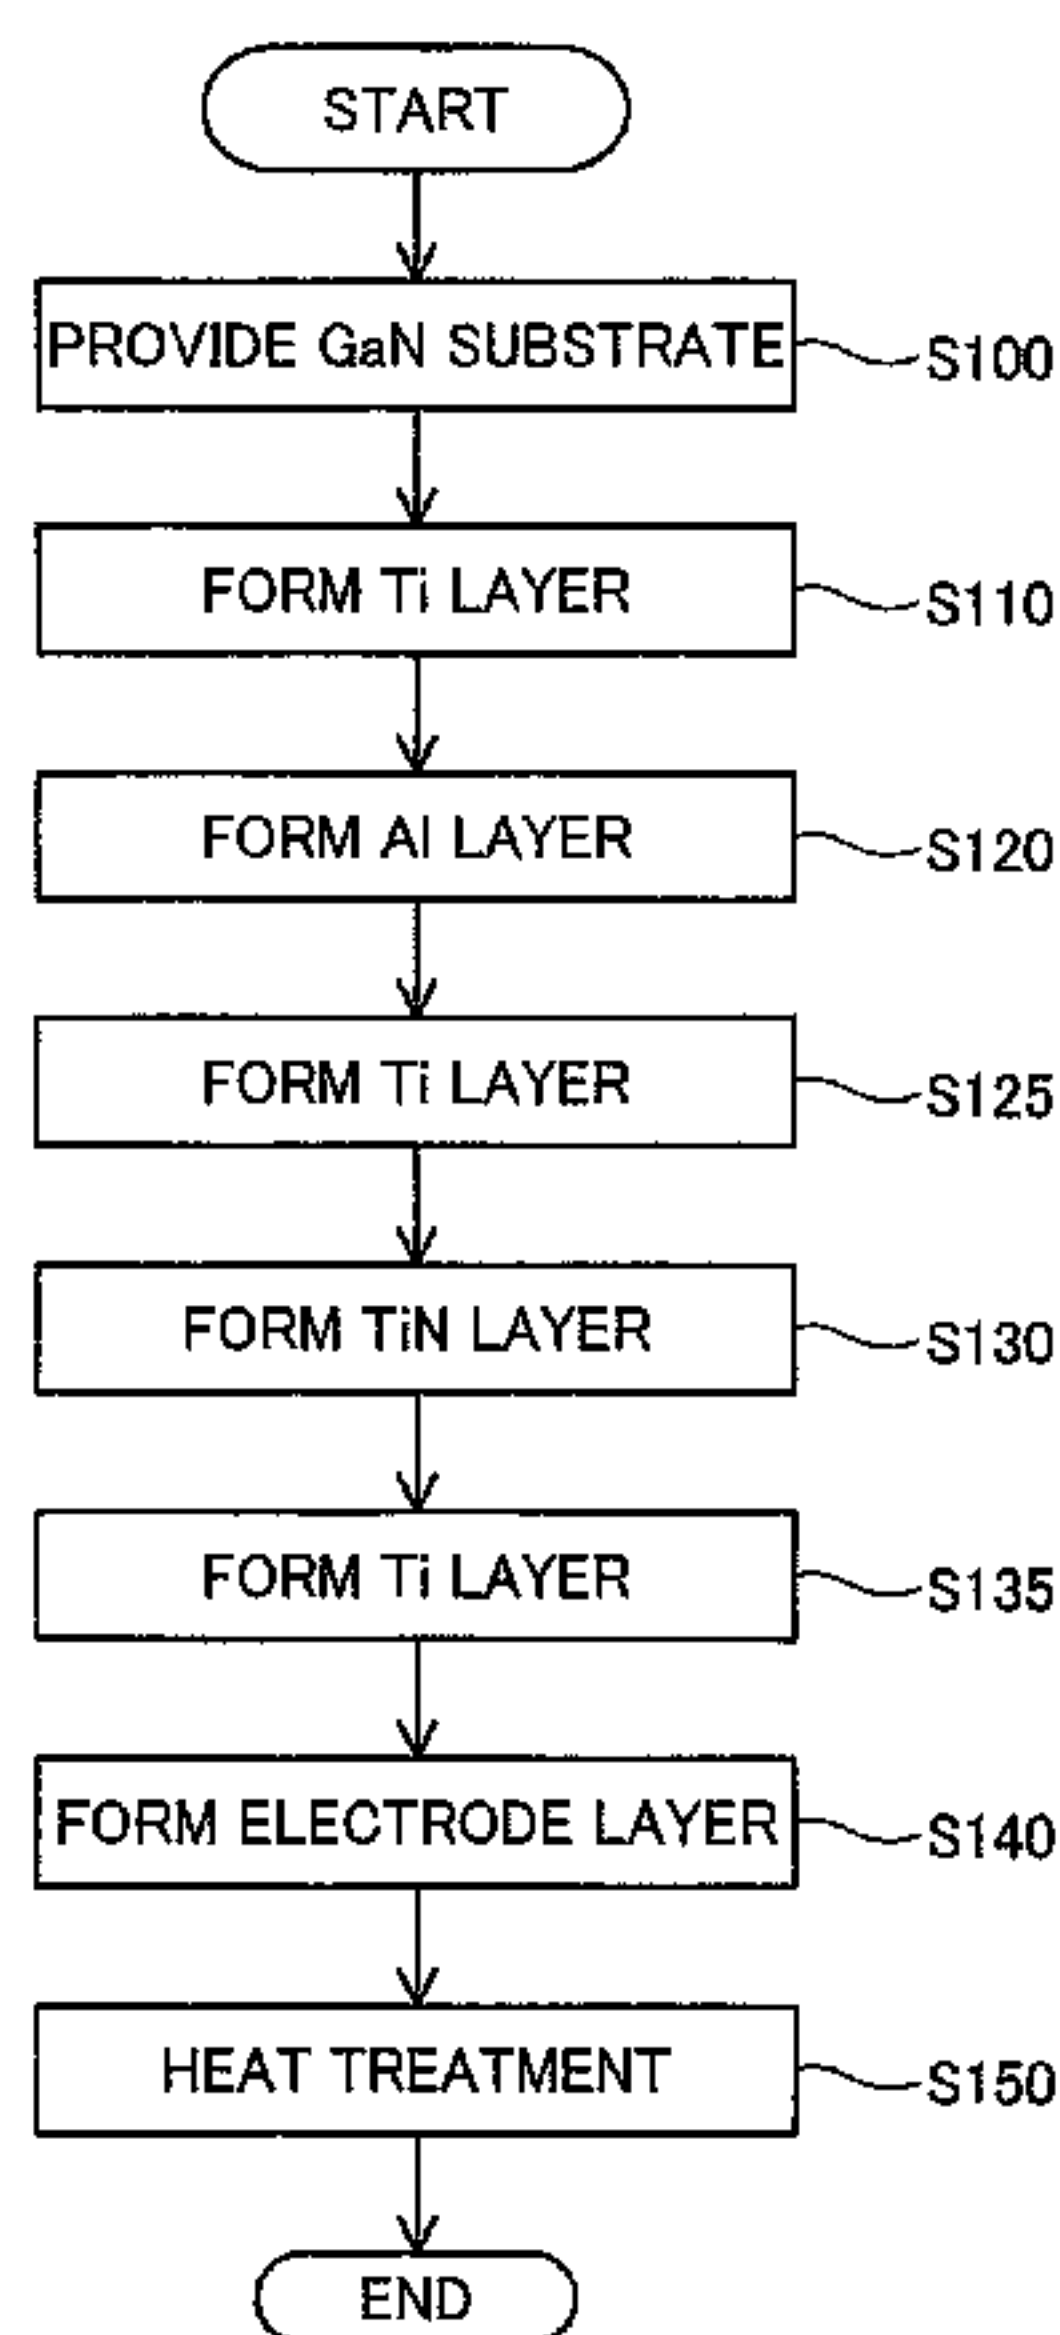 START
PROVIDE GaN SUBSTRATE
S100
FORM Ti LAYER
S110
FORM Al LAYER
S120
FORM Ti LAYER
S125
FORM TiN LAYER
S130
FORM Ti LAYER
S135
FORM ELECTRODE LAYER
S140
HEAT TREATMENT
S150
END